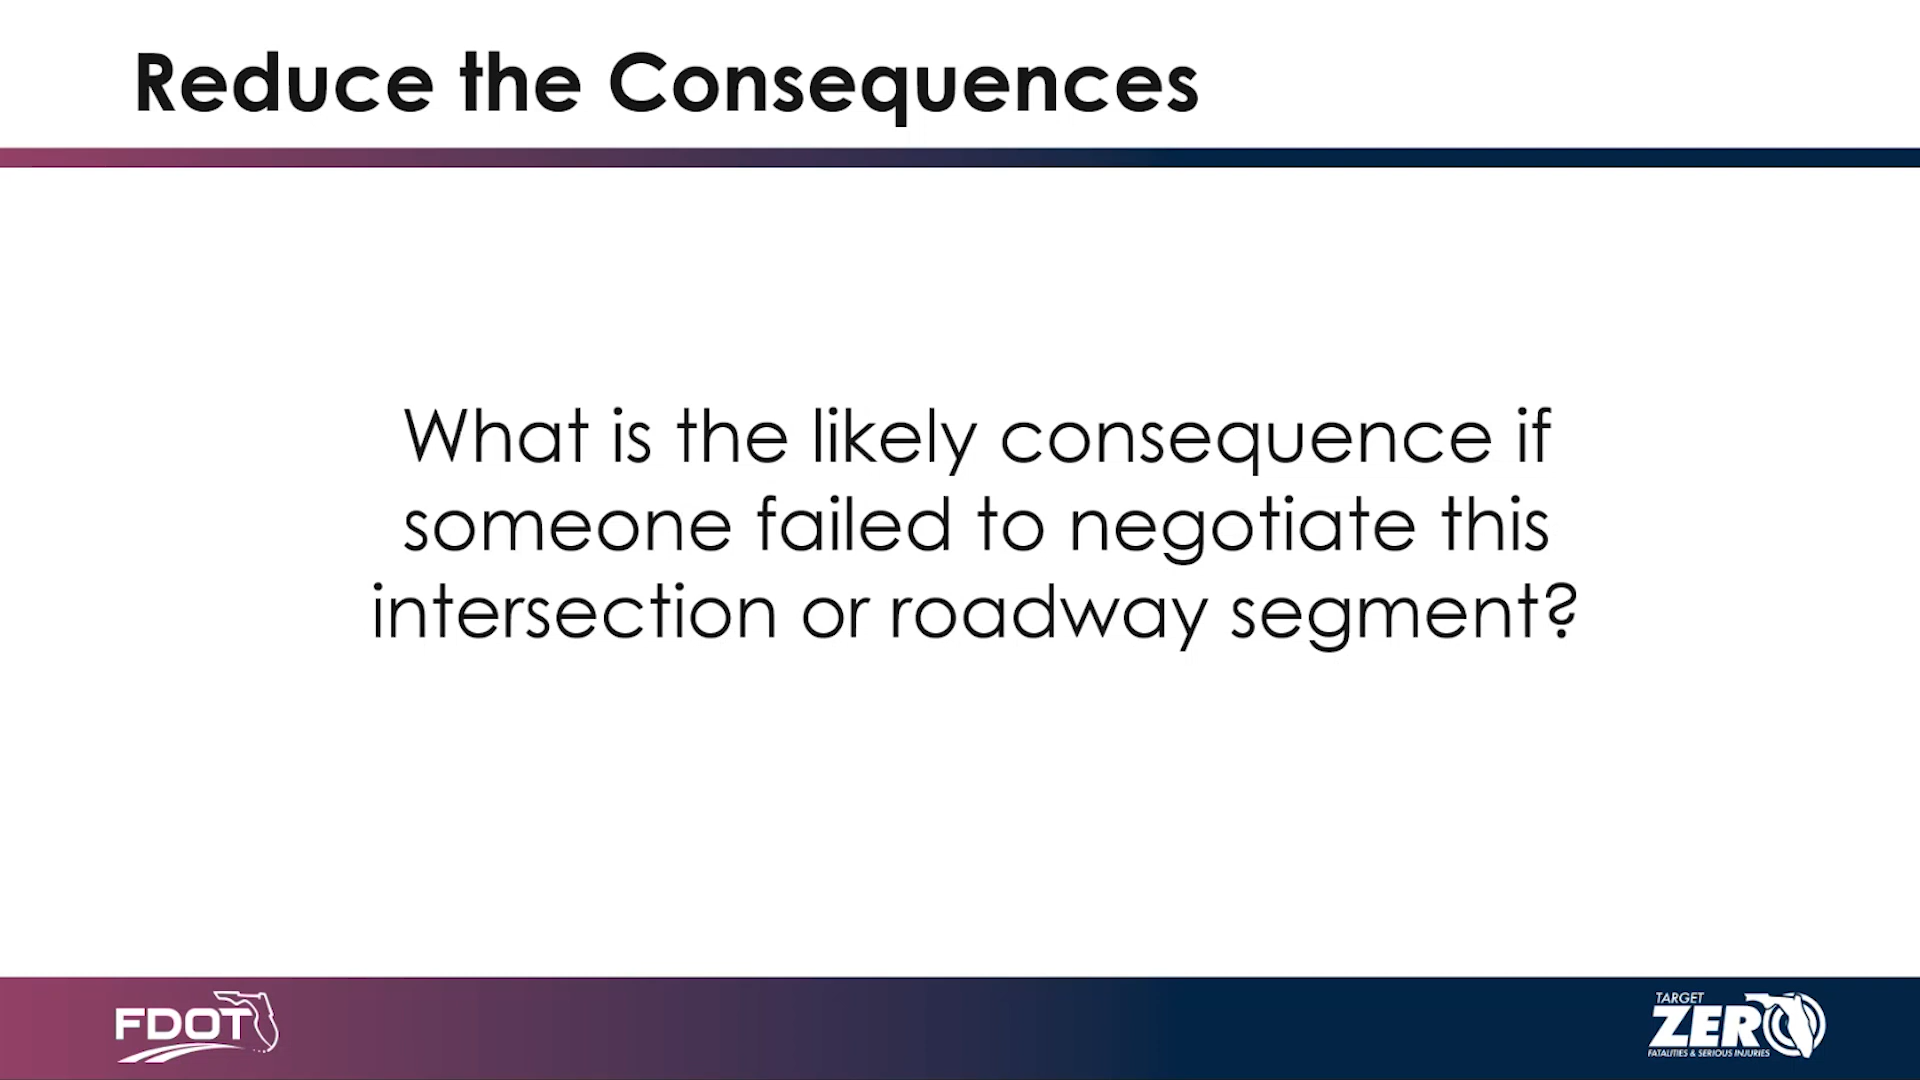 Reduce the Consequences
What is the likely consequence if
someone failed to negotiate this
intersection or roadway segment?
FDOT
TARGET
ZERO
FATALITIES & SERIOUS INJURIES